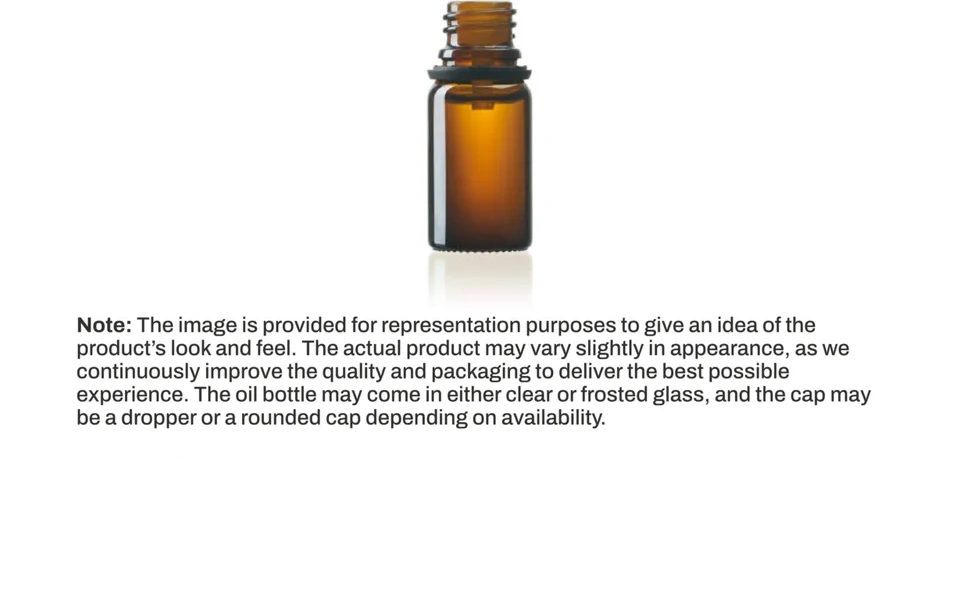 Note: The image is provided for representation purposes to give an idea of the
product’s look and feel. The actual product may vary slightly in appearance, as we
continuously improve the quality and packaging to deliver the best possible
experience. The oil bottle may come in either clear or frosted glass, and the cap may
be a dropper or a rounded cap depending on availability.